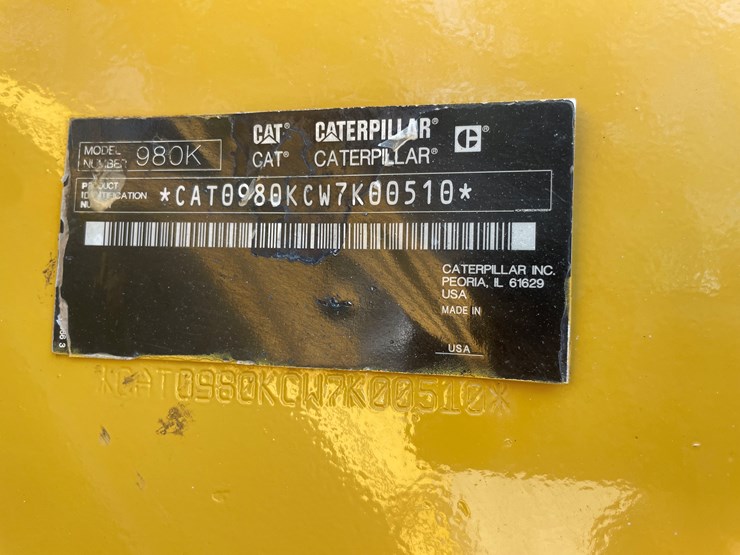 CAT® CATERPILLAR® C®
MODEL NUMBER 980K CAT® CATERPILLAR®
PRODUCT IDENTIFICATION NUMBER *CAT0980KCW7K00510*
CATERPILLAR INC.
PEORIA, IL 61629
USA
MADE IN
USA
*CAT0980KCW7K00510*